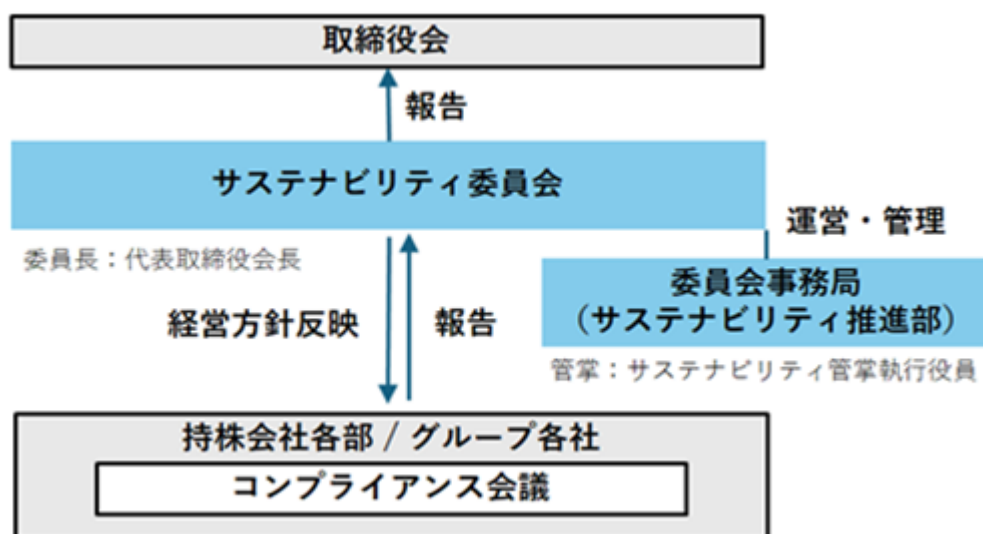 取締役会
報告
サステナビリティ委員会
運営・管理
委員長：代表取締役会長
委員会事務局
（サステナビリティ推進部）
経営方針反映
報告
管掌：サステナビリティ管掌執行役員
持株会社各部 / グループ各社
コンプライアンス会議